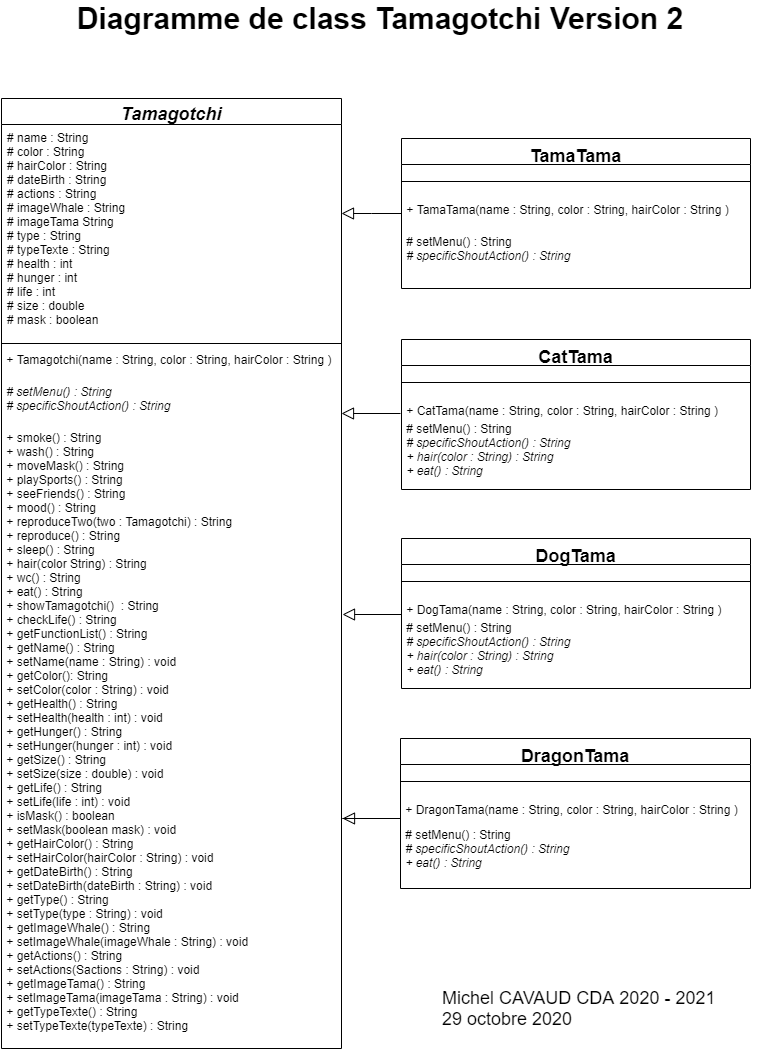 Diagramme de class Tamagotchi Version 2
Tamagotchi
# name : String
# color : String
# hairColor : String
# dateBirth : String
# actions : String
# imageWhale : String
# imageTama String
# type : String
# typeTexte : String
# health : int
# hunger : int
# life : int
# size : double
# mask : boolean
+ Tamagotchi(name : String, color : String, hairColor : String )
# setMenu() : String
# specificShoutAction() : String
+ smoke() : String
+ wash() : String
+ moveMask() : String
+ playSports() : String
+ seeFriends() : String
+ mood() : String
+ reproduceTwo(two : Tamagotchi) : String
+ reproduce() : String
+ sleep() : String
+ hair(color String) : String
+ wc() : String
+ eat() : String
+ showTamagotchi()  : String
+ checkLife() : String
+ getFunctionList() : String
+ getName() : String
+ setName(name : String) : void
+ getColor(): String
+ setColor(color : String) : void
+ getHealth() : String
+ setHealth(health : int) : void
+ getHunger() : String
+ setHunger(hunger : int) : void
+ getSize() : String
+ setSize(size : double) : void
+ getLife() : String
+ setLife(life : int) : void
+ isMask() : boolean
+ setMask(boolean mask) : void
+ getHairColor() : String
+ setHairColor(hairColor : String) : void
+ getDateBirth() : String
+ setDateBirth(dateBirth : String) : void
+ getType() : String
+ setType(type : String) : void
+ getImageWhale() : String
+ setImageWhale(imageWhale : String) : void
+ getActions() : String
+ setActions(Sactions : String) : void
+ getImageTama() : String
+ setImageTama(imageTama : String) : void
+ getTypeTexte() : String
+ setTypeTexte(typeTexte) : String
TamaTama
+ TamaTama(name : String, color : String, hairColor : String )
# setMenu() : String
# specificShoutAction() : String
CatTama
+ CatTama(name : String, color : String, hairColor : String )
# setMenu() : String
# specificShoutAction() : String
+ hair(color : String) : String
+ eat() : String
DogTama
+ DogTama(name : String, color : String, hairColor : String )
# setMenu() : String
# specificShoutAction() : String
+ hair(color : String) : String
+ eat() : String
DragonTama
+ DragonTama(name : String, color : String, hairColor : String )
# setMenu() : String
# specificShoutAction() : String
+ eat() : String
Michel CAVAUD CDA 2020 - 2021
29 octobre 2020